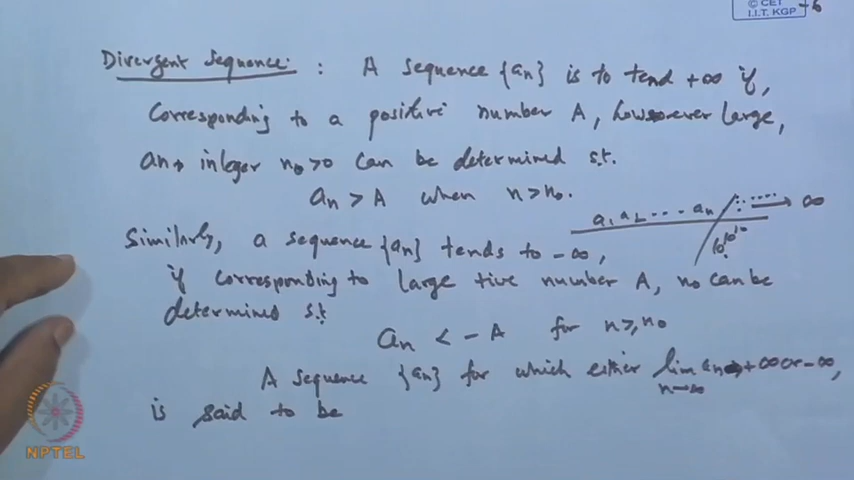 © CET
I.I.T. KGP
-6
Divergent Sequence : A sequence {an} is to tend +∞ if,
Corresponding to a positive number A, howsoever large,
an integer n₀>0 can be determined s.t.
an > A when n > n₀.
a₁ a₂ ... an ∞
10^10^10
Similarly, a sequence {an} tends to -∞,
if corresponding to large +ive number A, n₀ can be
determined s.t
an < -A for n ≥ n₀
A sequence {an} for which either lim an → +∞ or -∞,
n→∞
is said to be
NPTEL